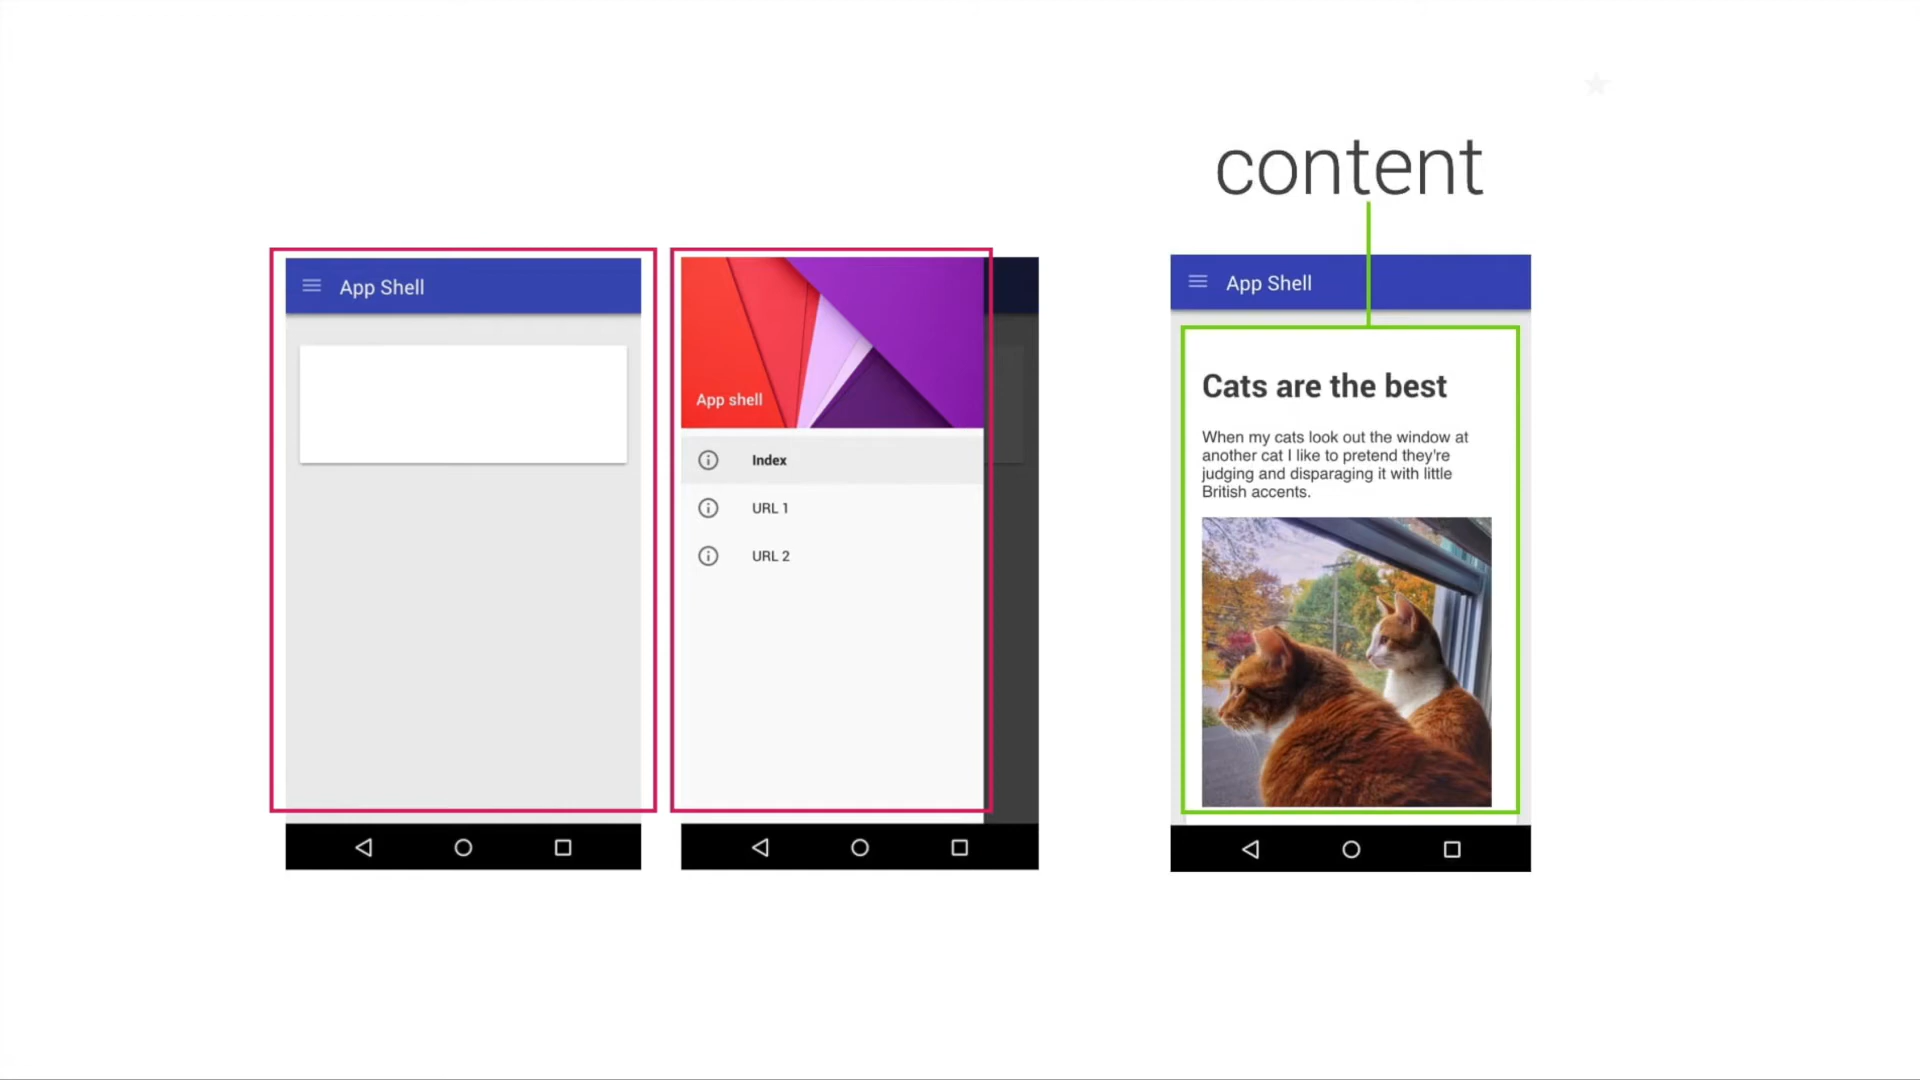 content
App Shell
App shell
Index
URL 1
URL 2
App Shell
Cats are the best
When my cats look out the window at
another cat I like to pretend they're
judging and disparaging it with little
British accents.